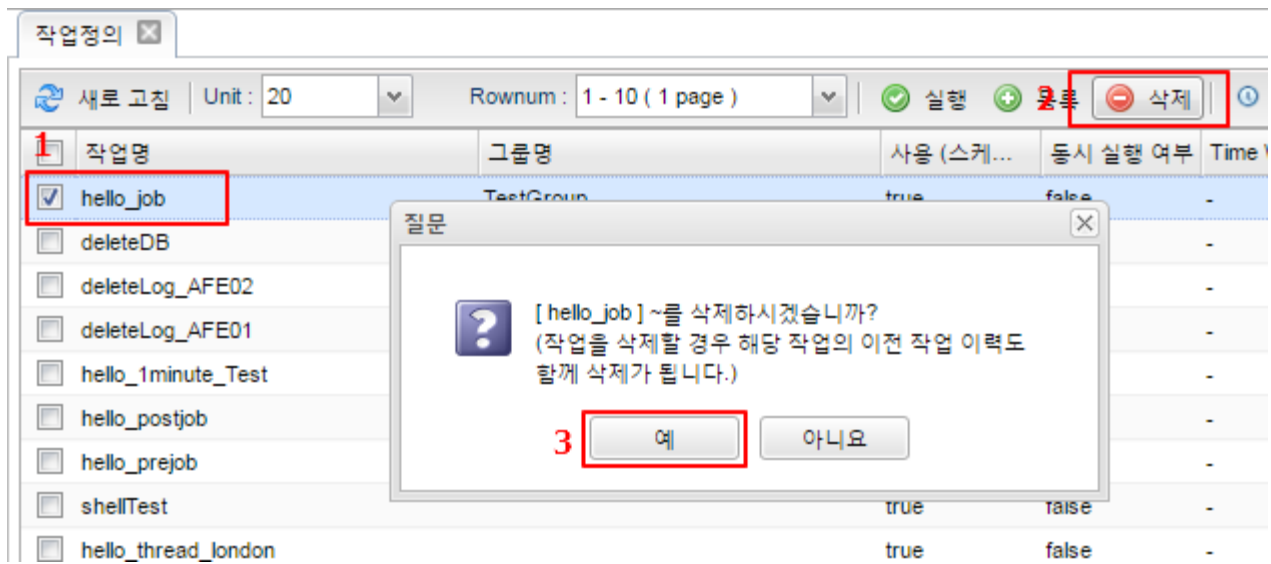 작업정의
새로 고침 Unit : 20 Rownum : 1 - 10 ( 1 page ) 실행 등록 2 삭제
1 작업명 그룹명 사용 (스케... 동시 실행 여부 Time
hello_job TestGroup true false -
질문
deleteDB -
deleteLog_AFE02 -
[ hello_job ] ~를 삭제하시겠습니까?
deleteLog_AFE01 (작업을 삭제할 경우 해당 작업의 이전 작업 이력도 -
hello_1minute_Test 함께 삭제가 됩니다.) -
hello_postjob -
3 예 아니요
hello_prejob -
shellTest true false -
hello_thread_london true false -